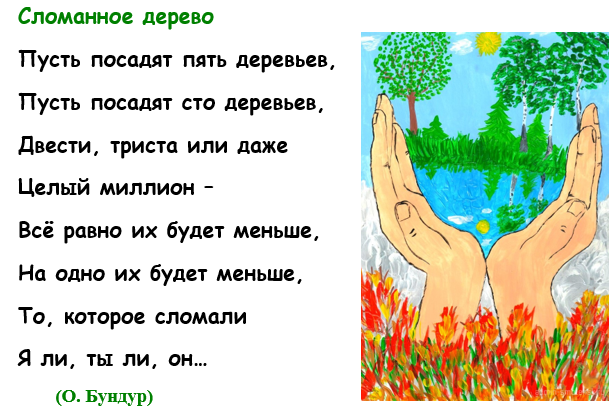 Сломанное дерево
Пусть посадят пять деревьев,
Пусть посадят сто деревьев,
Двести, триста или даже
Целый миллион –
Всё равно их будет меньше,
На одно их будет меньше,
То, которое сломали
Я ли, ты ли, он…
(О. Бундур)